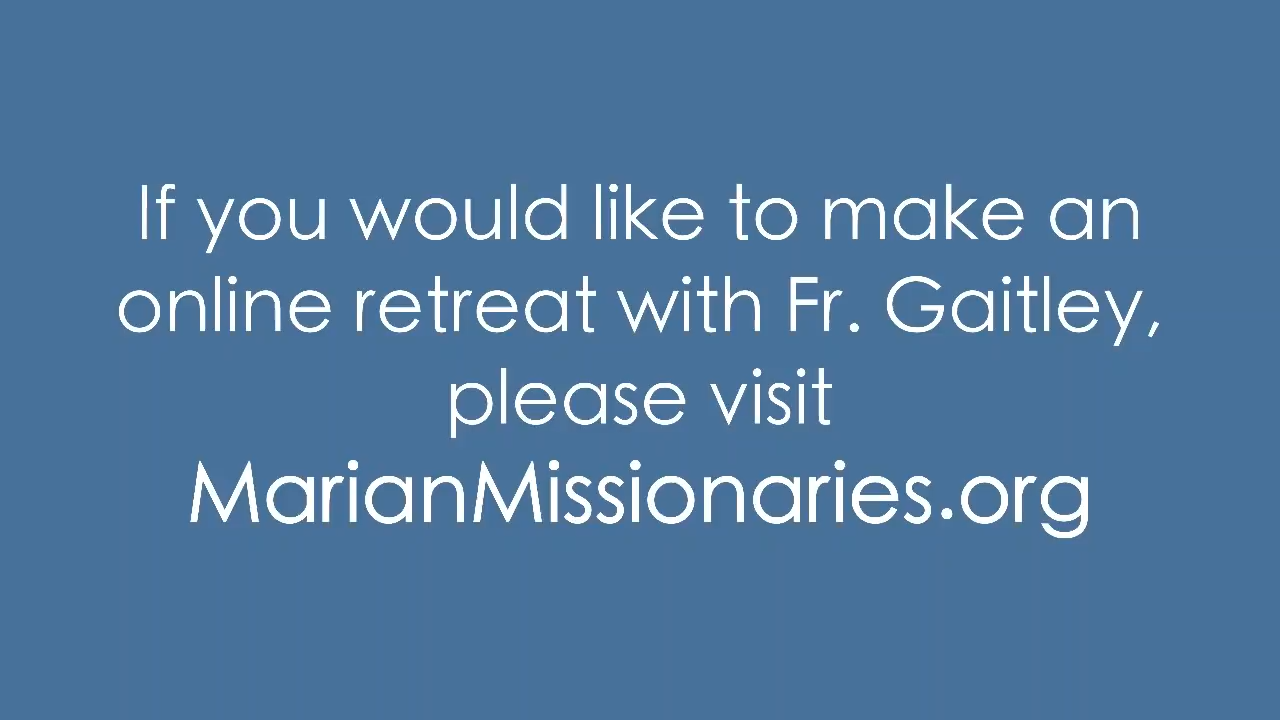 If you would like to make an
online retreat with Fr. Gaitley,
please visit
MarianMissionaries.org